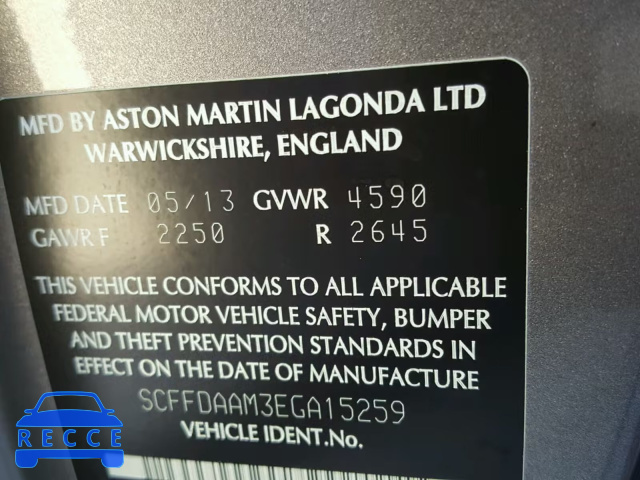 MFD BY ASTON MARTIN LAGONDA LTD
WARWICKSHIRE, ENGLAND
MFD DATE 05/13 GVWR 4590
GAWR F 2250 R 2645
THIS VEHICLE CONFORMS TO ALL APPLICABLE
FEDERAL MOTOR VEHICLE SAFETY, BUMPER
AND THEFT PREVENTION STANDARDS IN
EFFECT ON THE DATE OF MANUFACTURE
SCFFDAAM3EGA15259
VEHICLE IDENT.No.
RECCE